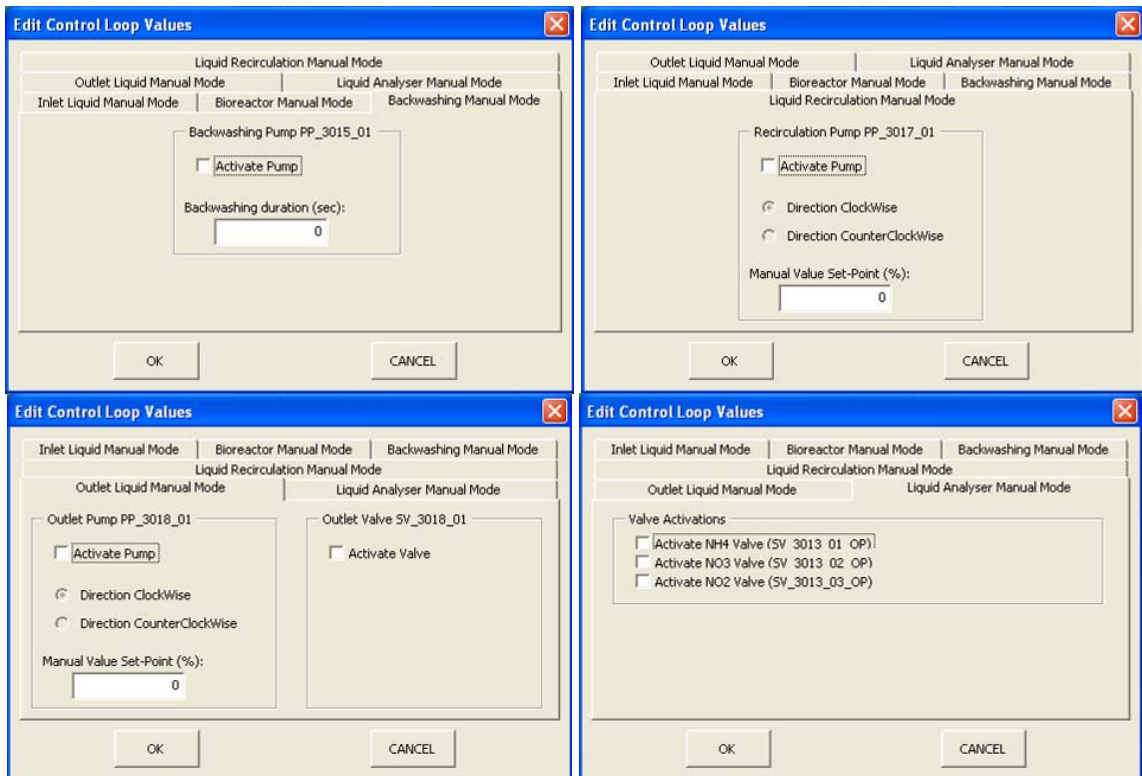 Edit Control Loop Values
Liquid Recirculation Manual Mode
Outlet Liquid Manual Mode
Liquid Analyser Manual Mode
Inlet Liquid Manual Mode
Bioreactor Manual Mode
Backwashing Manual Mode
Backwashing Pump PP_3015_01
Activate Pump
Backwashing duration (sec):
0
OK
CANCEL
Edit Control Loop Values
Outlet Liquid Manual Mode
Liquid Analyser Manual Mode
Inlet Liquid Manual Mode
Bioreactor Manual Mode
Backwashing Manual Mode
Liquid Recirculation Manual Mode
Recirculation Pump PP_3017_01
Activate Pump
Direction ClockWise
Direction CounterClockWise
Manual Value Set-Point (%):
0
OK
CANCEL
Edit Control Loop Values
Inlet Liquid Manual Mode
Bioreactor Manual Mode
Backwashing Manual Mode
Liquid Recirculation Manual Mode
Outlet Liquid Manual Mode
Liquid Analyser Manual Mode
Outlet Pump PP_3018_01
Activate Pump
Direction ClockWise
Direction CounterClockWise
Manual Value Set-Point (%):
0
Outlet Valve SV_3018_01
Activate Valve
OK
CANCEL
Edit Control Loop Values
Inlet Liquid Manual Mode
Bioreactor Manual Mode
Backwashing Manual Mode
Liquid Recirculation Manual Mode
Outlet Liquid Manual Mode
Liquid Analyser Manual Mode
Valve Activations
Activate NH4 Valve (SV_3013_01_OP)
Activate NO3 Valve (SV_3013_02_OP)
Activate NO2 Valve (SV_3013_03_OP)
OK
CANCEL